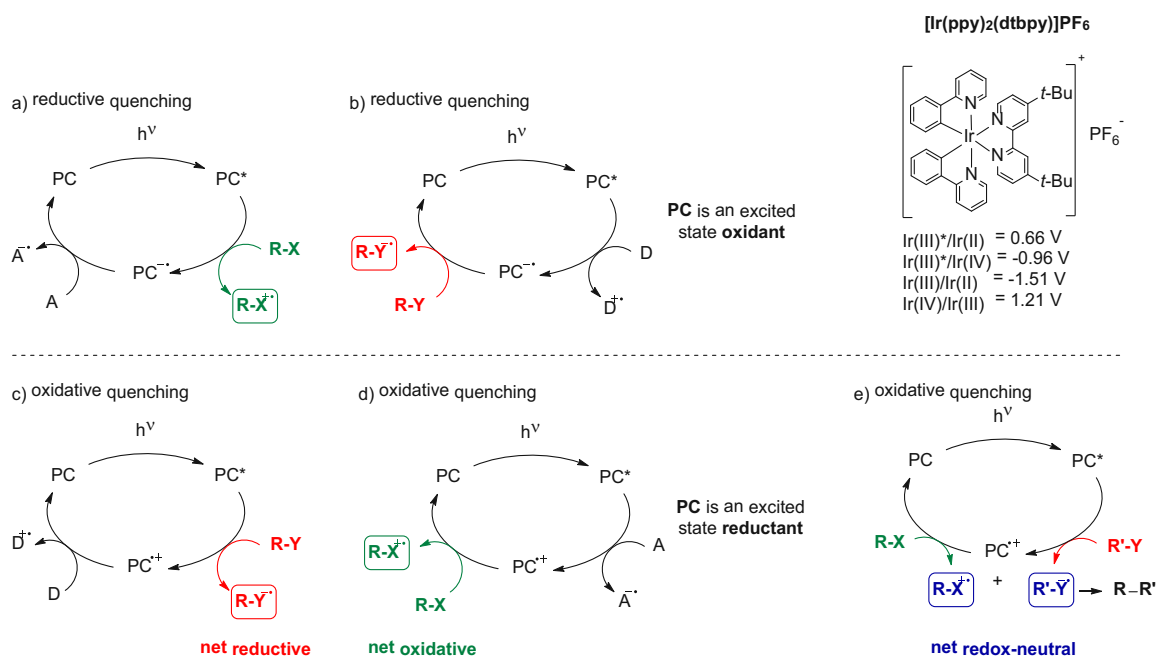 [Ir(ppy)2(dtbpy)]PF6
a) reductive quenching
hν
PC
PC*
R-X
R-X+•
PC−•
A
A−•
b) reductive quenching
hν
PC
PC*
D
D+•
PC−•
R-Y
R-Y−•
PC is an excited
state oxidant
N
N
Ir
N
N
t-Bu
t-Bu
+
PF6-
Ir(III)*/Ir(II) = 0.66 V
Ir(III)*/Ir(IV) = -0.96 V
Ir(III)/Ir(II) = -1.51 V
Ir(IV)/Ir(III) = 1.21 V
c) oxidative quenching
hν
PC
PC*
R-Y
R-Y−•
PC•+
D
D+•
net reductive
d) oxidative quenching
hν
PC
PC*
A
A−•
PC•+
R-X
R-X+•
net oxidative
PC is an excited
state reductant
e) oxidative quenching
hν
PC
PC*
R-X
PC•+
R'-Y
R-X+•
+
R'-Y−•
R–R'
net redox-neutral